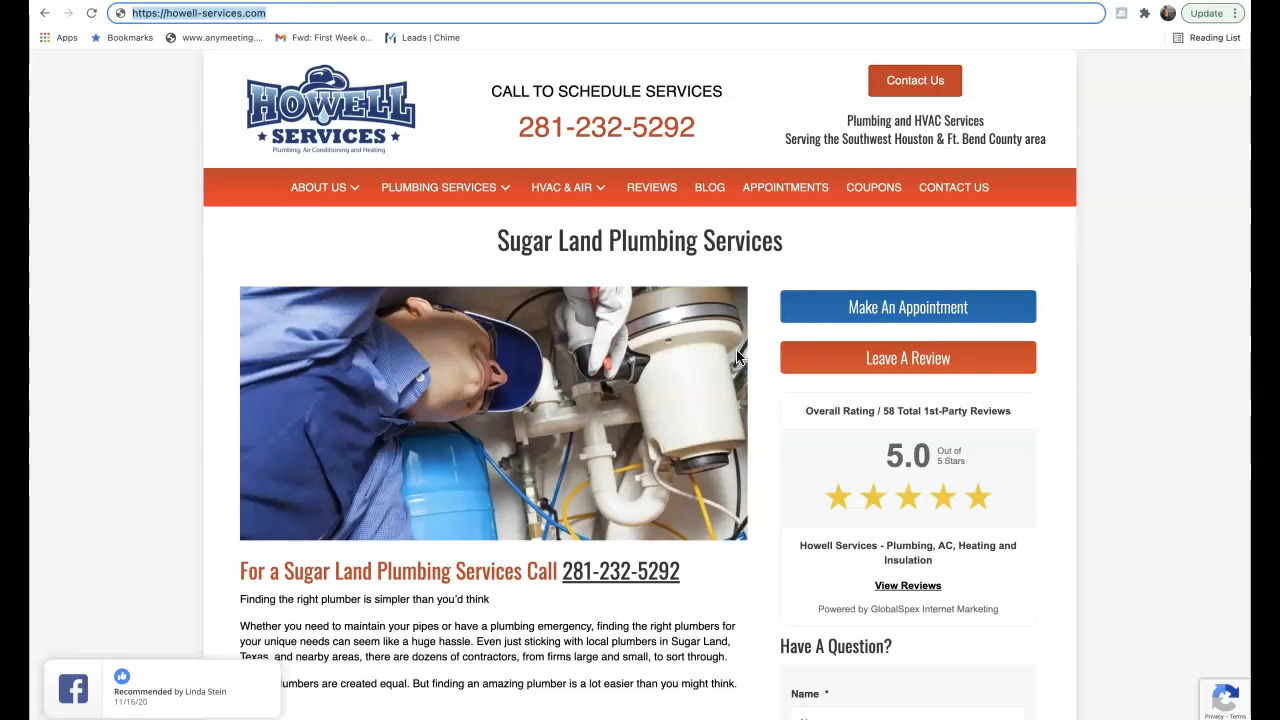 https://howell-services.com
Update
Apps
Bookmarks
www.anymeeting....
Fwd: First Week o...
Leads | Chime
Reading List
HOWELL
SERVICES
Plumbing, Air Conditioning and Heating
CALL TO SCHEDULE SERVICES
281-232-5292
Contact Us
Plumbing and HVAC Services
Serving the Southwest Houston & Ft. Bend County area
ABOUT US
PLUMBING SERVICES
HVAC & AIR
REVIEWS
BLOG
APPOINTMENTS
COUPONS
CONTACT US
Sugar Land Plumbing Services
Make An Appointment
Leave A Review
Overall Rating / 58 Total 1st-Party Reviews
5.0
Out of
5 Stars
Howell Services - Plumbing, AC, Heating and
Insulation
View Reviews
Powered by GlobalSpex Internet Marketing
Have A Question?
Name *
For a Sugar Land Plumbing Services Call 281-232-5292
Finding the right plumber is simpler than you'd think
Whether you need to maintain your pipes or have a plumbing emergency, finding the right plumbers for
your unique needs can seem like a huge hassle. Even just sticking with local plumbers in Sugar Land,
Texas, and nearby areas, there are dozens of contractors, from firms large and small, to sort through.
plumbers are created equal. But finding an amazing plumber is a lot easier than you might think.
Recommended by Linda Stein
11/16/20
Privacy - Terms